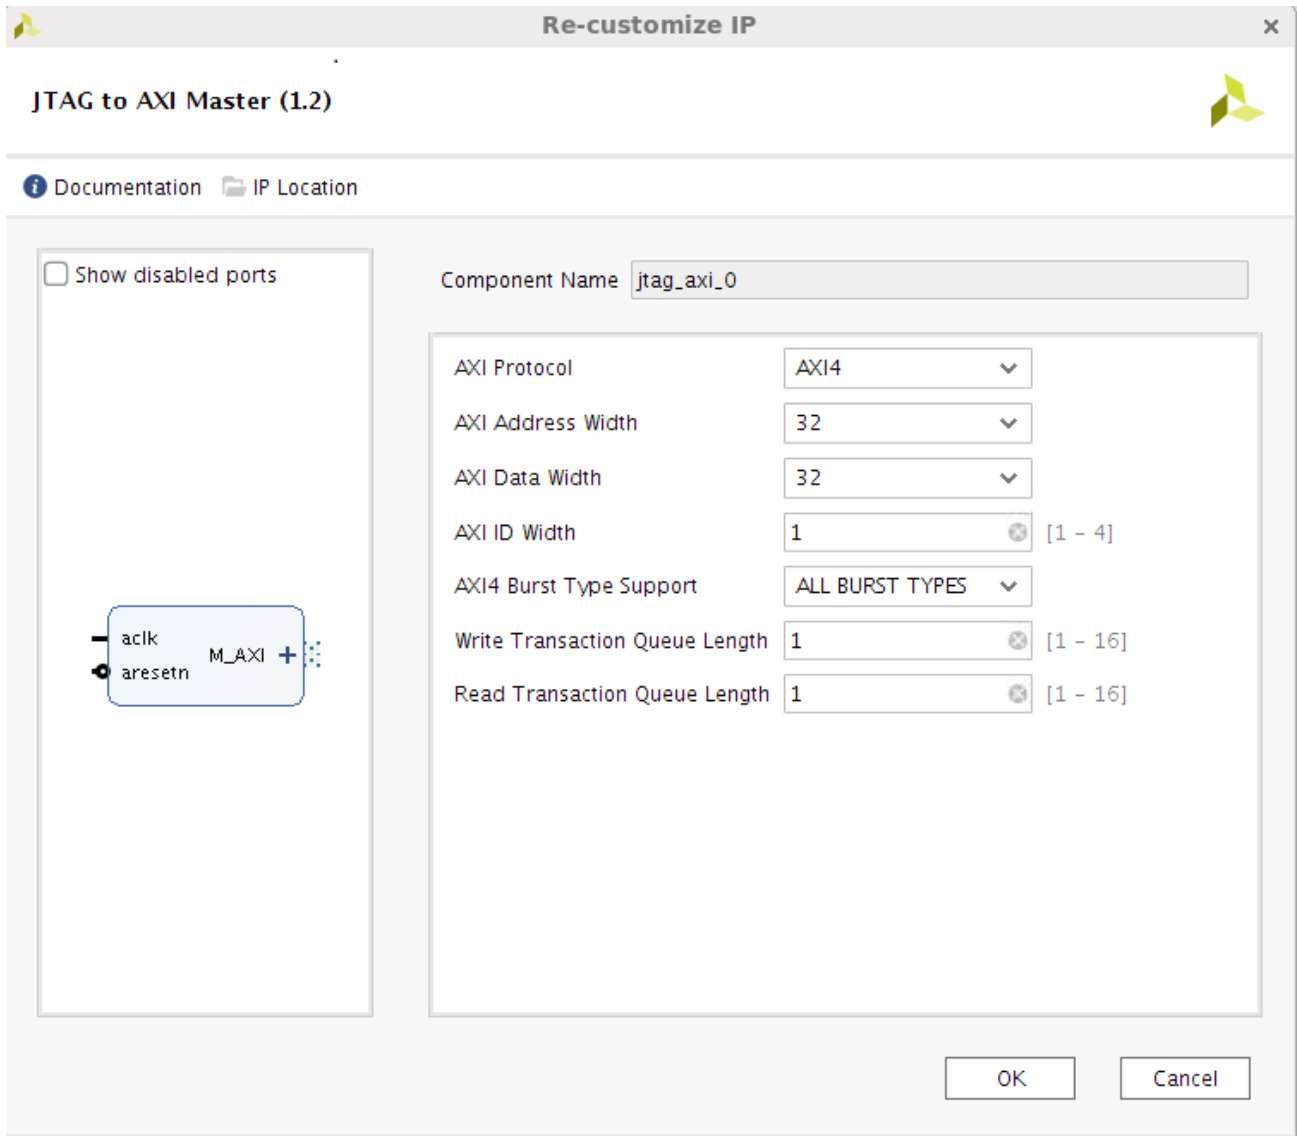 Re-customize IP
JTAG to AXI Master (1.2)
Documentation IP Location
Show disabled ports
aclk
M_AXI
aresetn
Component Name jtag_axi_0
AXI Protocol AXI4
AXI Address Width 32
AXI Data Width 32
AXI ID Width 1 [1 - 4]
AXI4 Burst Type Support ALL BURST TYPES
Write Transaction Queue Length 1 [1 - 16]
Read Transaction Queue Length 1 [1 - 16]
OK Cancel